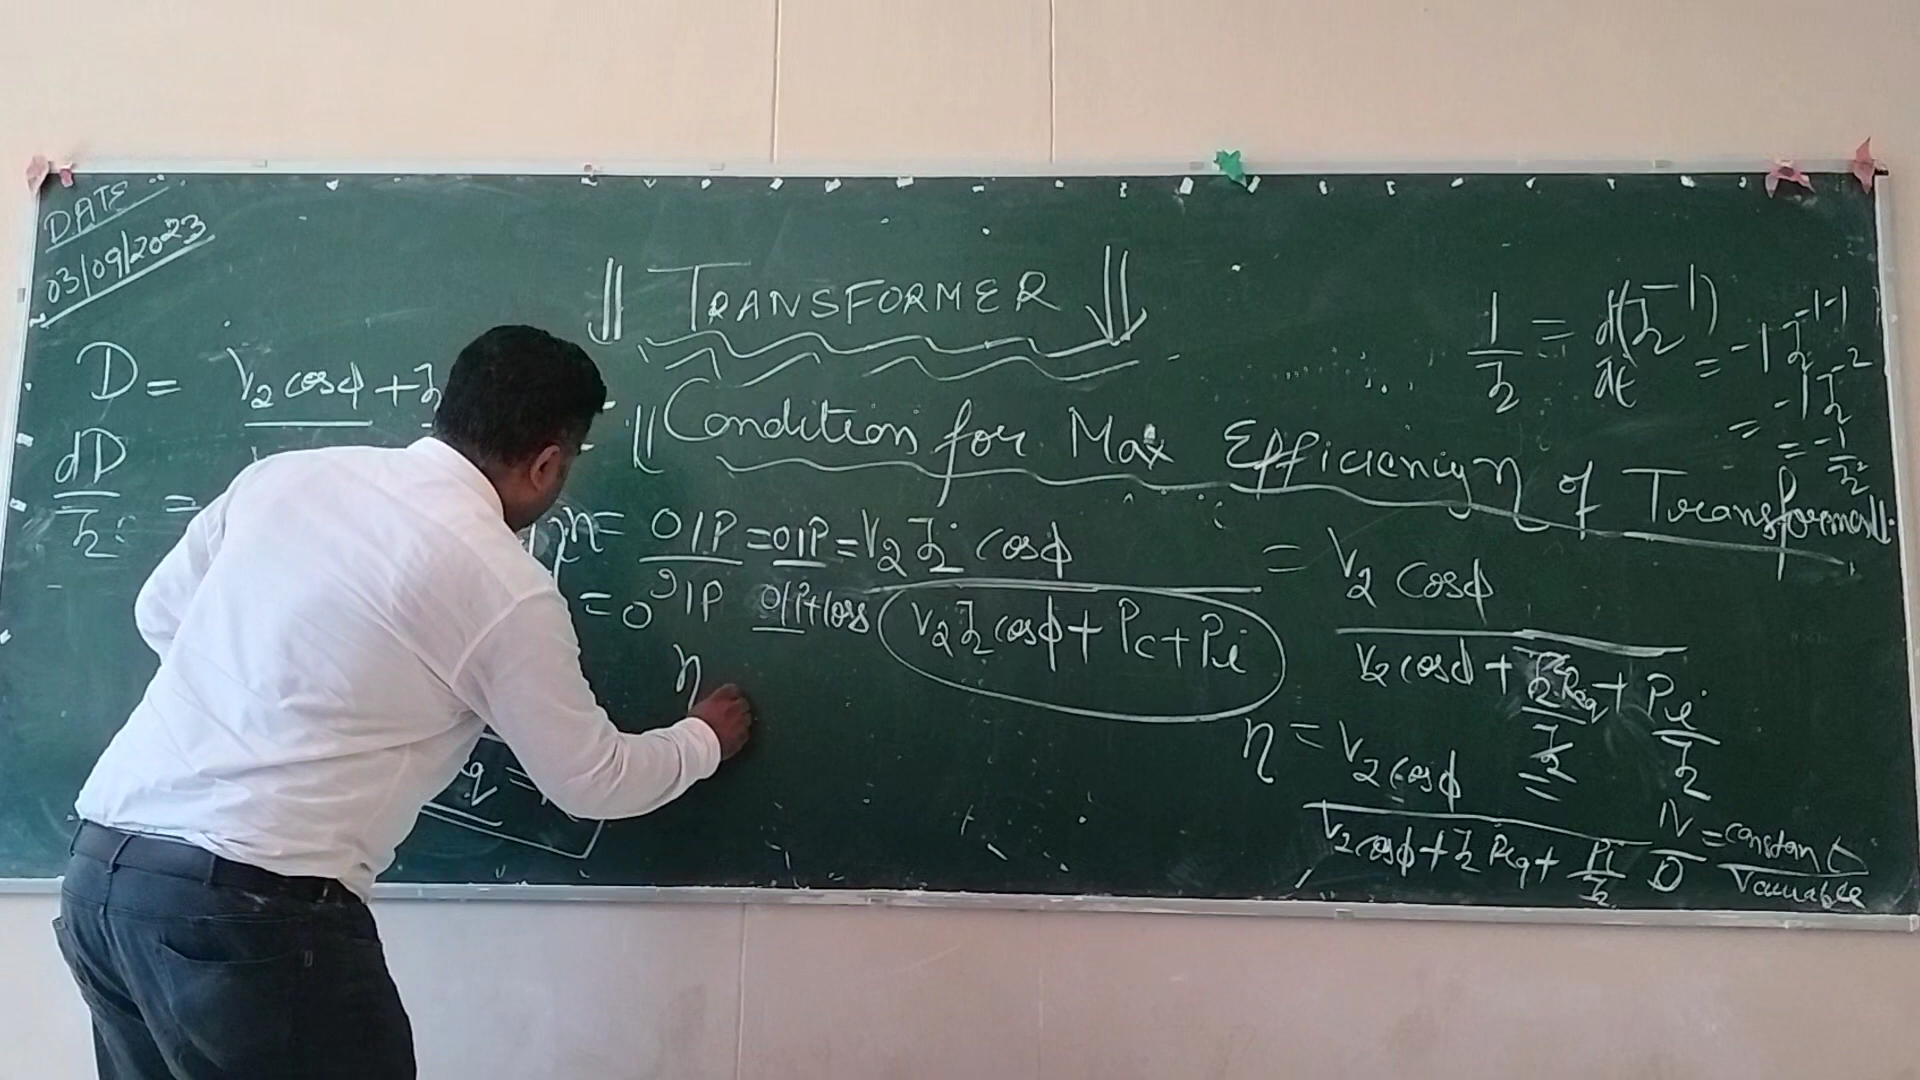 DATE
03/09/2023
|| TRANSFORMER ||
|| Condition for Max Efficiency η of Transformer ||.
D = V₂ cosφ + I₂
dD
I₂
=
η = O/P = O/P = V₂ I₂ cosφ
= I/P O/P + loss V₂ I₂ cosφ + Pc + Pi
η
1/I₂ = d(I₂⁻¹)/dt = -1 I₂⁻¹⁻¹
= -1 I₂⁻²
= -1/I₂²
= V₂ cosφ
V₂ cosφ + I₂² Req/I₂ + Pi/I₂
η = V₂ cosφ
V₂ cosφ + I₂ Req + Pi/I₂
N/D = constant/Variable